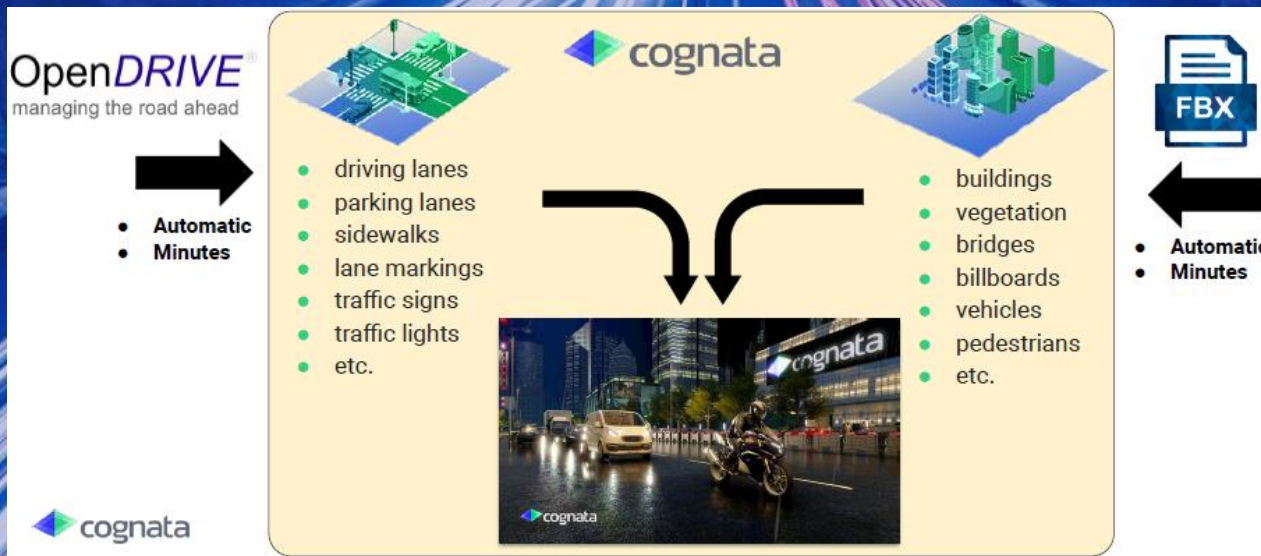 OpenDRIVE®
managing the road ahead
Automatic
Minutes
cognata
driving lanes
parking lanes
sidewalks
lane markings
traffic signs
traffic lights
etc.
buildings
vegetation
bridges
billboards
vehicles
pedestrians
etc.
cognata
cognata
FBX
Automatic
Minutes
cognata